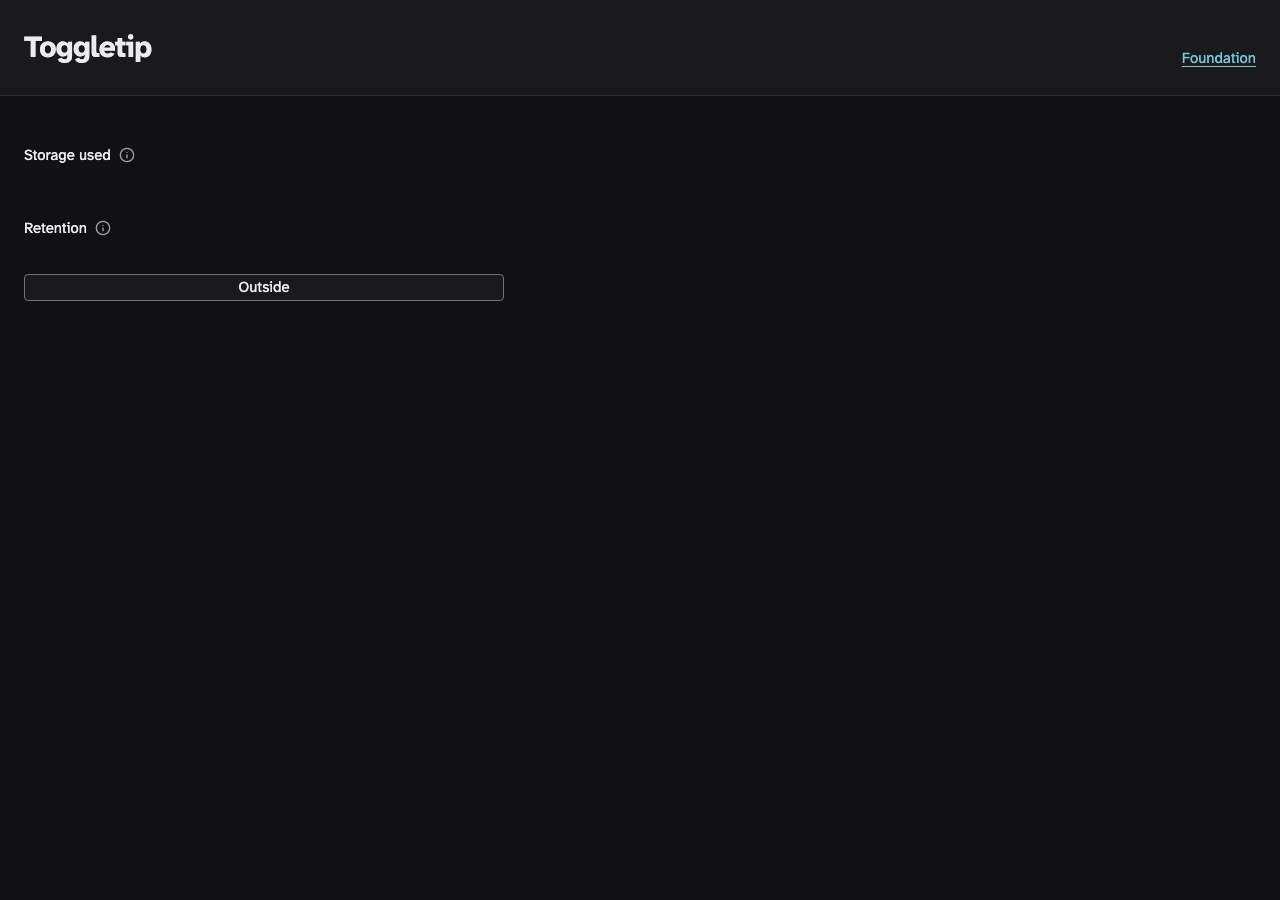 Toggletip
Foundation
Storage used
Retention
Outside